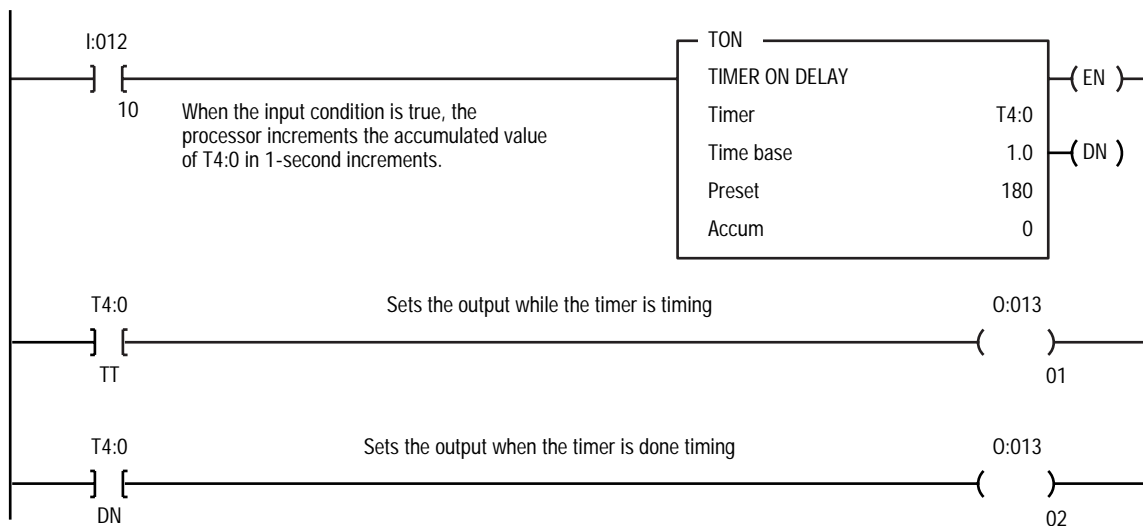 I:012
10
When the input condition is true, the
processor increments the accumulated value
of T4:0 in 1-second increments.
TON
TIMER ON DELAY
EN
Timer T4:0
Time base 1.0
DN
Preset 180
Accum 0
T4:0
Sets the output while the timer is timing
O:013
TT
01
T4:0
Sets the output when the timer is done timing
O:013
DN
02